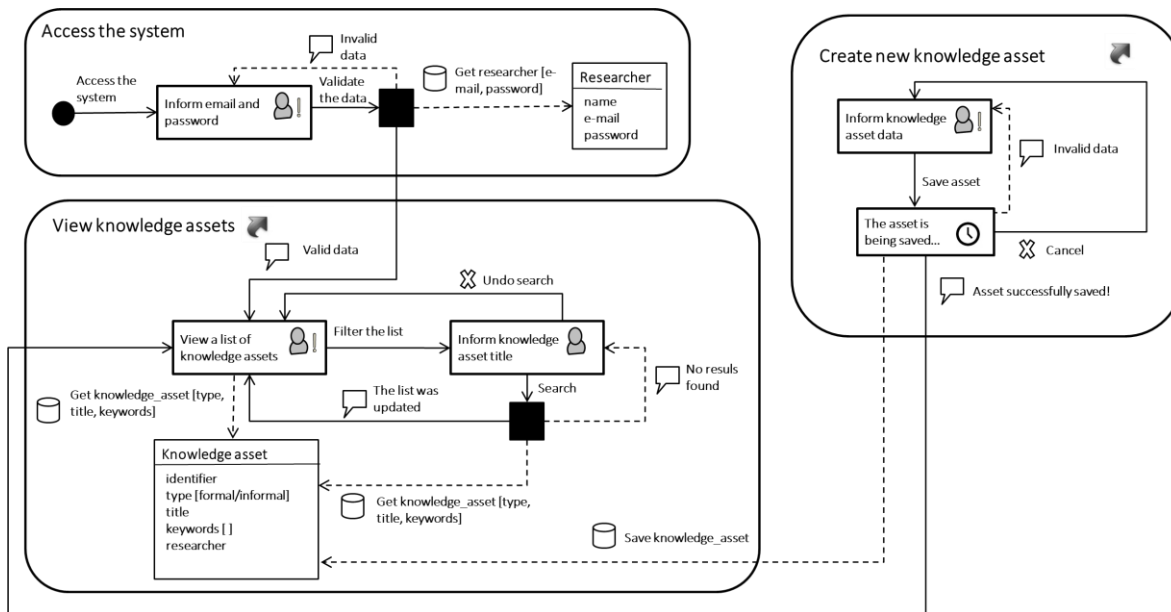 Access the system
Access the
system
Inform email and
password
Invalid
data
Validate
the data
Get researcher [e-
mail, password]
Researcher
name
e-mail
password
Create new knowledge asset
Inform knowledge
asset data
Invalid data
Save asset
The asset is
being saved...
Cancel
Asset successfully saved!
View knowledge assets
Valid data
Undo search
View a list of
knowledge assets
Filter the list
Inform knowledge
asset title
No resuls
found
Search
The list was
updated
Get knowledge_asset [type,
title, keywords]
Knowledge asset
identifier
type [formal/informal]
title
keywords [ ]
researcher
Get knowledge_asset [type,
title, keywords]
Save knowledge_asset